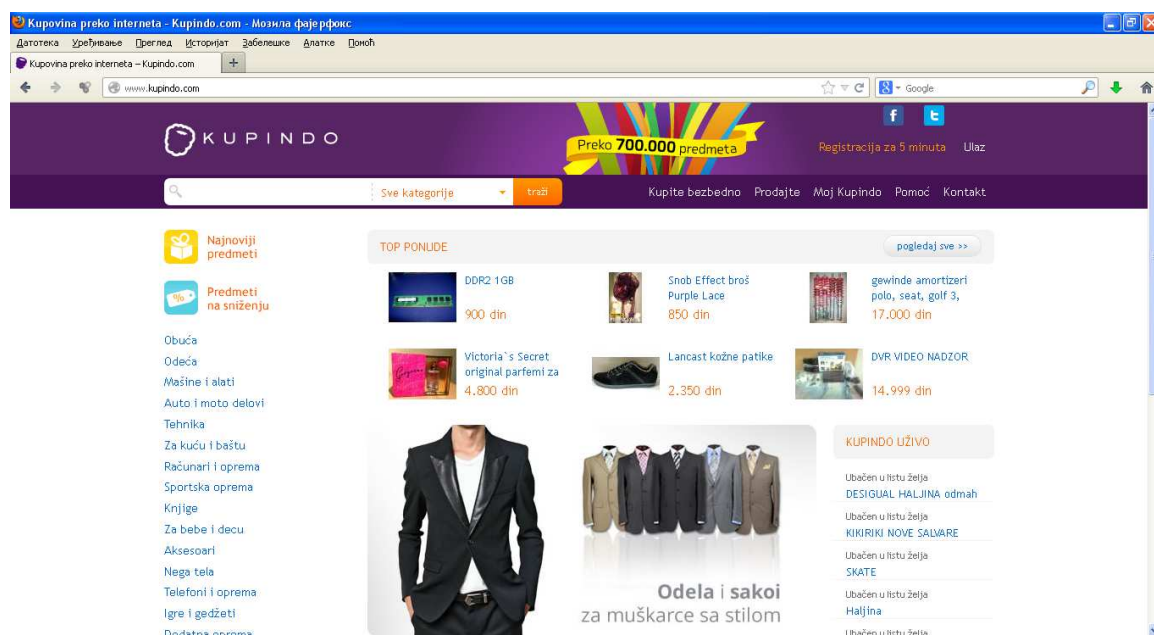 Kupovina preko interneta - Kupindo.com - Мозила фајерфокс
Датотека Уређивање Преглед Историјат Забелешке Алатке Помоћ
Kupovina preko interneta – Kupindo.com
www.kupindo.com
Google
KUPINDO
Preko 700.000 predmeta
Registracija za 5 minuta Ulaz
Sve kategorije traži
Kupite bezbedno Prodajte Moj Kupindo Pomoć Kontakt
Najnoviji
predmeti
Predmeti
na sniženju
Obuća
Odeća
Mašine i alati
Auto i moto delovi
Tehnika
Za kuću i baštu
Računari i oprema
Sportska oprema
Knjige
Za bebe i decu
Aksesoari
Nega tela
Telefoni i oprema
Igre i gedžeti
Dodatna oprema
TOP PONUDE
pogledaj sve >>
DDR2 1GB
900 din
Snob Effect broš
Purple Lace
850 din
gewinde amortizeri
polo, seat, golf 3,
17.000 din
Victoria`s Secret
original parfemi za
4.800 din
Lancast kožne patike
2.350 din
DVR VIDEO NADZOR
14.999 din
Odela i sakoi
za muškarce sa stilom
KUPINDO UŽIVO
Ubačen u listu želja
DESIGUAL HALJINA odmah
Ubačen u listu želja
KIKIRIKI NOVE SALVARE
Ubačen u listu želja
SKATE
Ubačen u listu želja
Haljina
Ubačen u listu želja